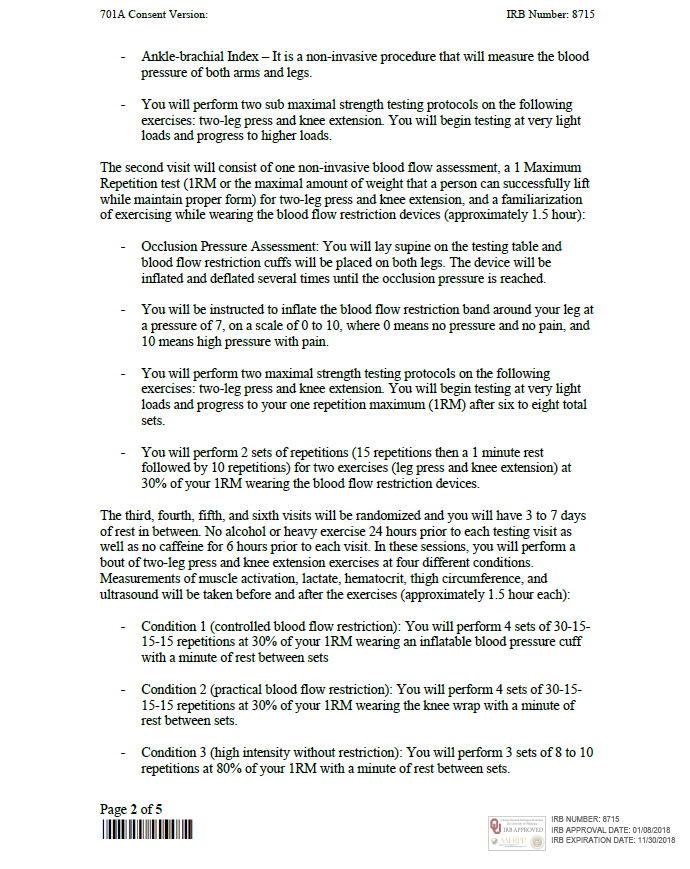 701A Consent Version: IRB Number: 8715
- Ankle-brachial Index – It is a non-invasive procedure that will measure the blood
pressure of both arms and legs.
- You will perform two sub maximal strength testing protocols on the following
exercises: two-leg press and knee extension. You will begin testing at very light
loads and progress to higher loads.
The second visit will consist of one non-invasive blood flow assessment, a 1 Maximum
Repetition test (1RM or the maximal amount of weight that a person can successfully lift
while maintain proper form) for two-leg press and knee extension, and a familiarization
of exercising while wearing the blood flow restriction devices (approximately 1.5 hour):
- Occlusion Pressure Assessment: You will lay supine on the testing table and
blood flow restriction cuffs will be placed on both legs. The device will be
inflated and deflated several times until the occlusion pressure is reached.
- You will be instructed to inflate the blood flow restriction band around your leg at
a pressure of 7, on a scale of 0 to 10, where 0 means no pressure and no pain, and
10 means high pressure with pain.
- You will perform two maximal strength testing protocols on the following
exercises: two-leg press and knee extension. You will begin testing at very light
loads and progress to your one repetition maximum (1RM) after six to eight total
sets.
- You will perform 2 sets of repetitions (15 repetitions then a 1 minute rest
followed by 10 repetitions) for two exercises (leg press and knee extension) at
30% of your 1RM wearing the blood flow restriction devices.
The third, fourth, fifth, and sixth visits will be randomized and you will have 3 to 7 days
of rest in between. No alcohol or heavy exercise 24 hours prior to each testing visit as
well as no caffeine for 6 hours prior to each visit. In these sessions, you will perform a
bout of two-leg press and knee extension exercises at four different conditions.
Measurements of muscle activation, lactate, hematocrit, thigh circumference, and
ultrasound will be taken before and after the exercises (approximately 1.5 hour each):
- Condition 1 (controlled blood flow restriction): You will perform 4 sets of 30-15-
15-15 repetitions at 30% of your 1RM wearing an inflatable blood pressure cuff
with a minute of rest between sets
- Condition 2 (practical blood flow restriction): You will perform 4 sets of 30-15-
15-15 repetitions at 30% of your 1RM wearing the knee wrap with a minute of
rest between sets.
- Condition 3 (high intensity without restriction): You will perform 3 sets of 8 to 10
repetitions at 80% of your 1RM with a minute of rest between sets.
Page 2 of 5
IRB APPROVED
IRB NUMBER: 8715
IRB APPROVAL DATE: 01/08/2018
IRB EXPIRATION DATE: 11/30/2018